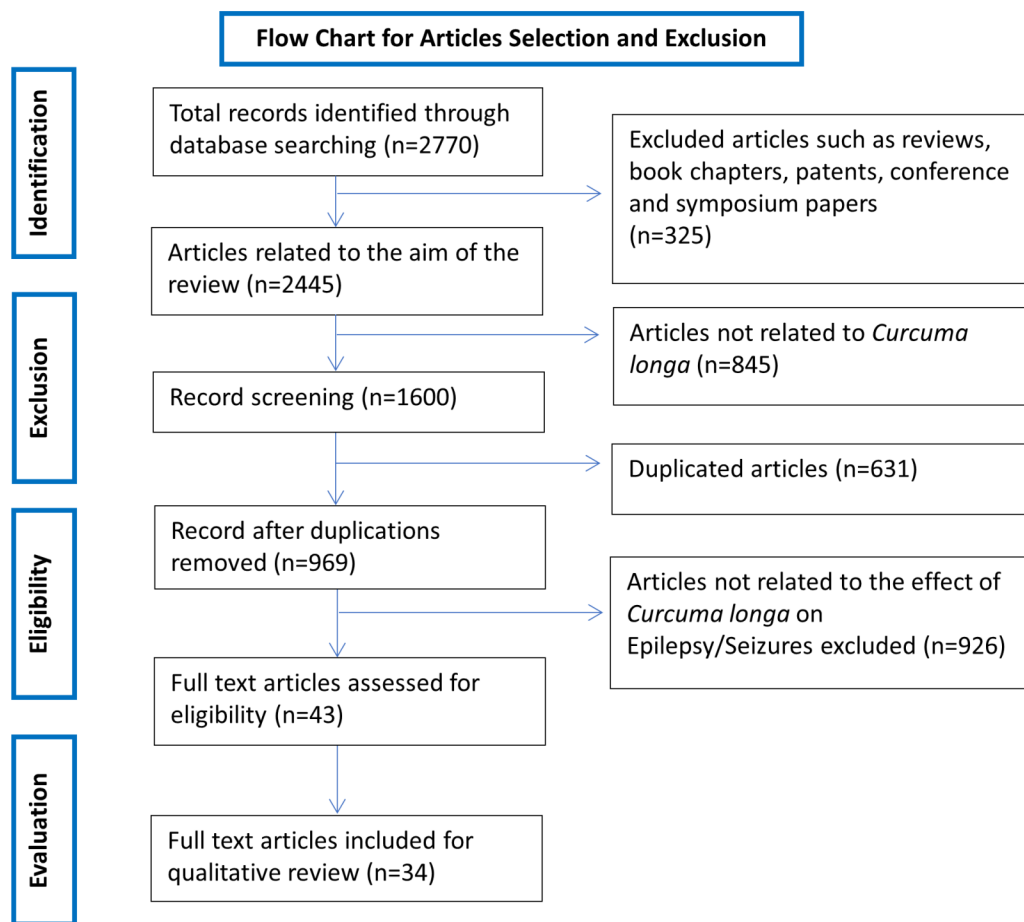 Flow Chart for Articles Selection and Exclusion
Identification
Total records identified through
database searching (n=2770)
Excluded articles such as reviews,
book chapters, patents, conference
and symposium papers
(n=325)
Articles related to the aim of the
review (n=2445)
Exclusion
Articles not related to Curcuma
longa (n=845)
Record screening (n=1600)
Duplicated articles (n=631)
Eligibility
Record after duplications
removed (n=969)
Articles not related to the effect of
Curcuma longa on
Epilepsy/Seizures excluded (n=926)
Full text articles assessed for
eligibility (n=43)
Evaluation
Full text articles included for
qualitative review (n=34)